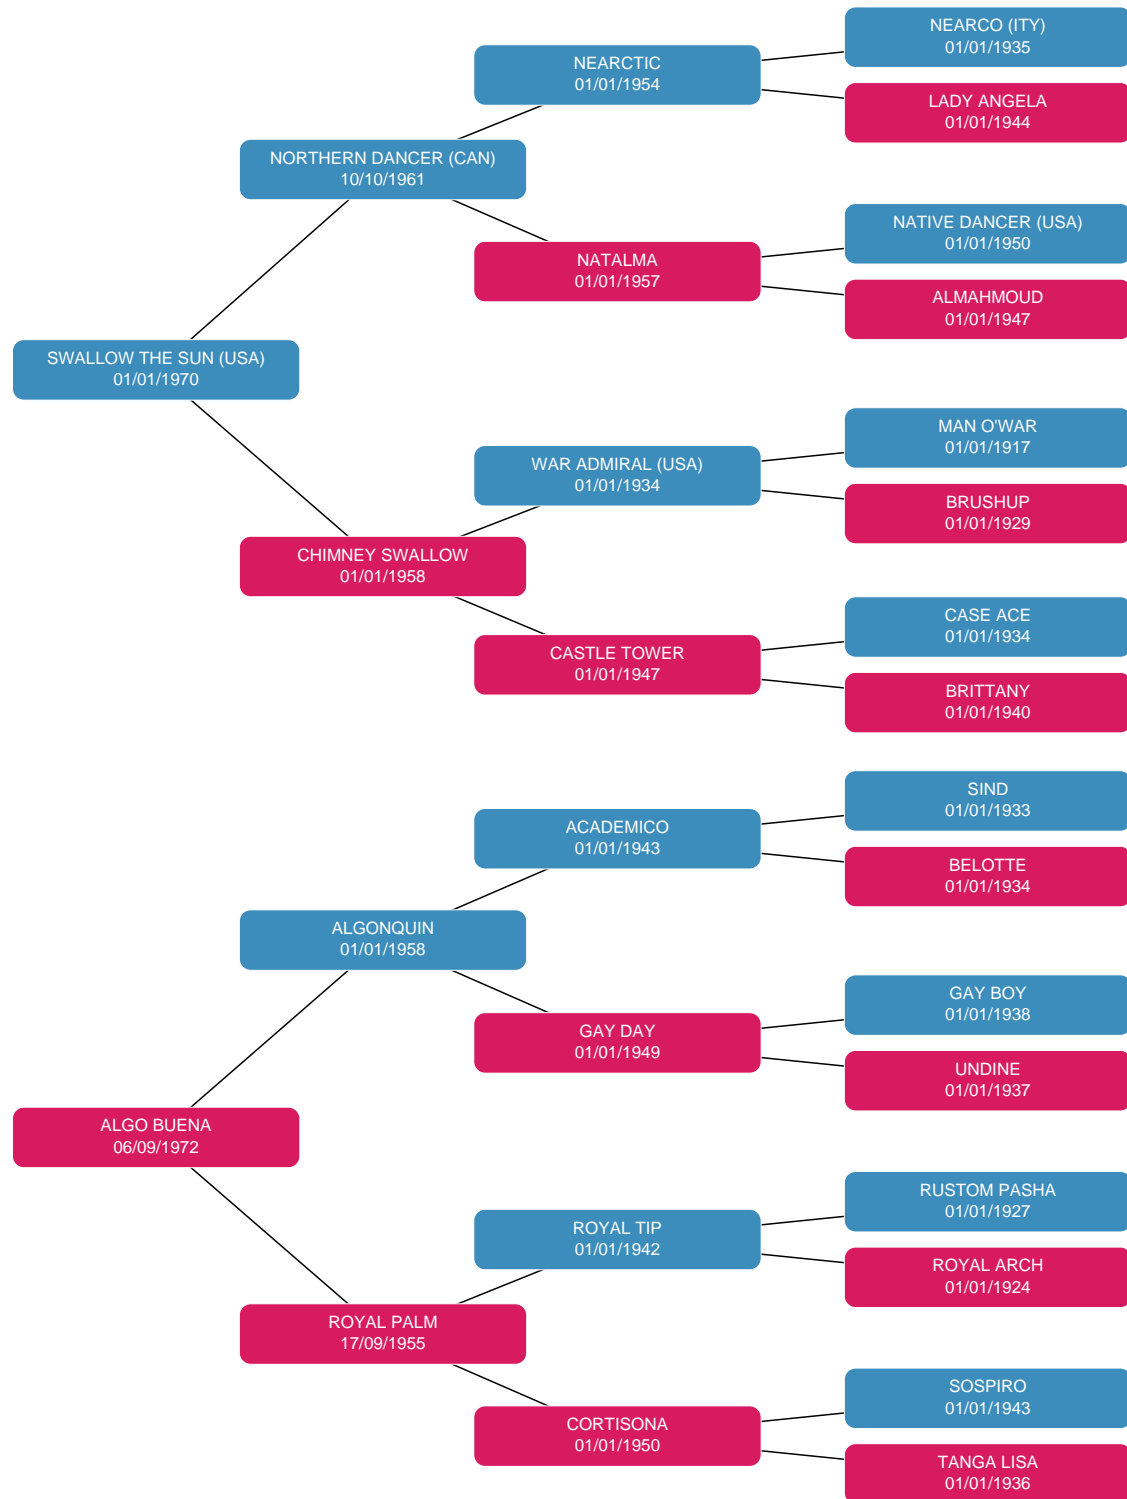 NEARCO (ITY)
01/01/1935
NEARCTIC
01/01/1954
LADY ANGELA
01/01/1944
NORTHERN DANCER (CAN)
10/10/1961
NATIVE DANCER (USA)
01/01/1950
NATALMA
01/01/1957
ALMAHMOUD
01/01/1947
SWALLOW THE SUN (USA)
01/01/1970
MAN O'WAR
01/01/1917
WAR ADMIRAL (USA)
01/01/1934
BRUSHUP
01/01/1929
CHIMNEY SWALLOW
01/01/1958
CASE ACE
01/01/1934
CASTLE TOWER
01/01/1947
BRITTANY
01/01/1940
SIND
01/01/1933
ACADEMICO
01/01/1943
BELOTTE
01/01/1934
ALGONQUIN
01/01/1958
GAY BOY
01/01/1938
GAY DAY
01/01/1949
UNDINE
01/01/1937
ALGO BUENA
06/09/1972
RUSTOM PASHA
01/01/1927
ROYAL TIP
01/01/1942
ROYAL ARCH
01/01/1924
ROYAL PALM
17/09/1955
SOSPIRO
01/01/1943
CORTISONA
01/01/1950
TANGA LISA
01/01/1936